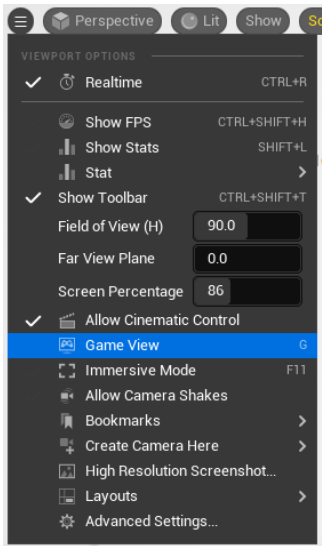 Perspective Lit Show
VIEWPORT OPTIONS
Realtime CTRL+R
Show FPS CTRL+SHIFT+H
Show Stats SHIFT+L
Stat
Show Toolbar CTRL+SHIFT+T
Field of View (H) 90.0
Far View Plane 0.0
Screen Percentage 86
Allow Cinematic Control
Game View G
Immersive Mode F11
Allow Camera Shakes
Bookmarks
Create Camera Here
High Resolution Screenshot...
Layouts
Advanced Settings...